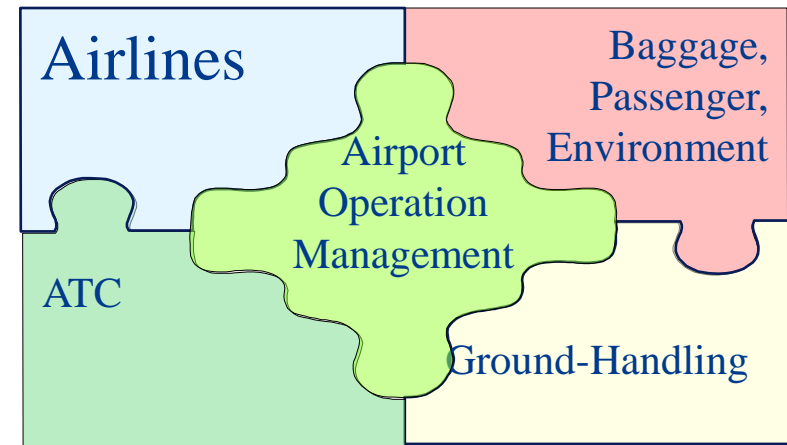 Airlines
Baggage,
Passenger,
Environment
Airport
Operation
Management
ATC
Ground-Handling